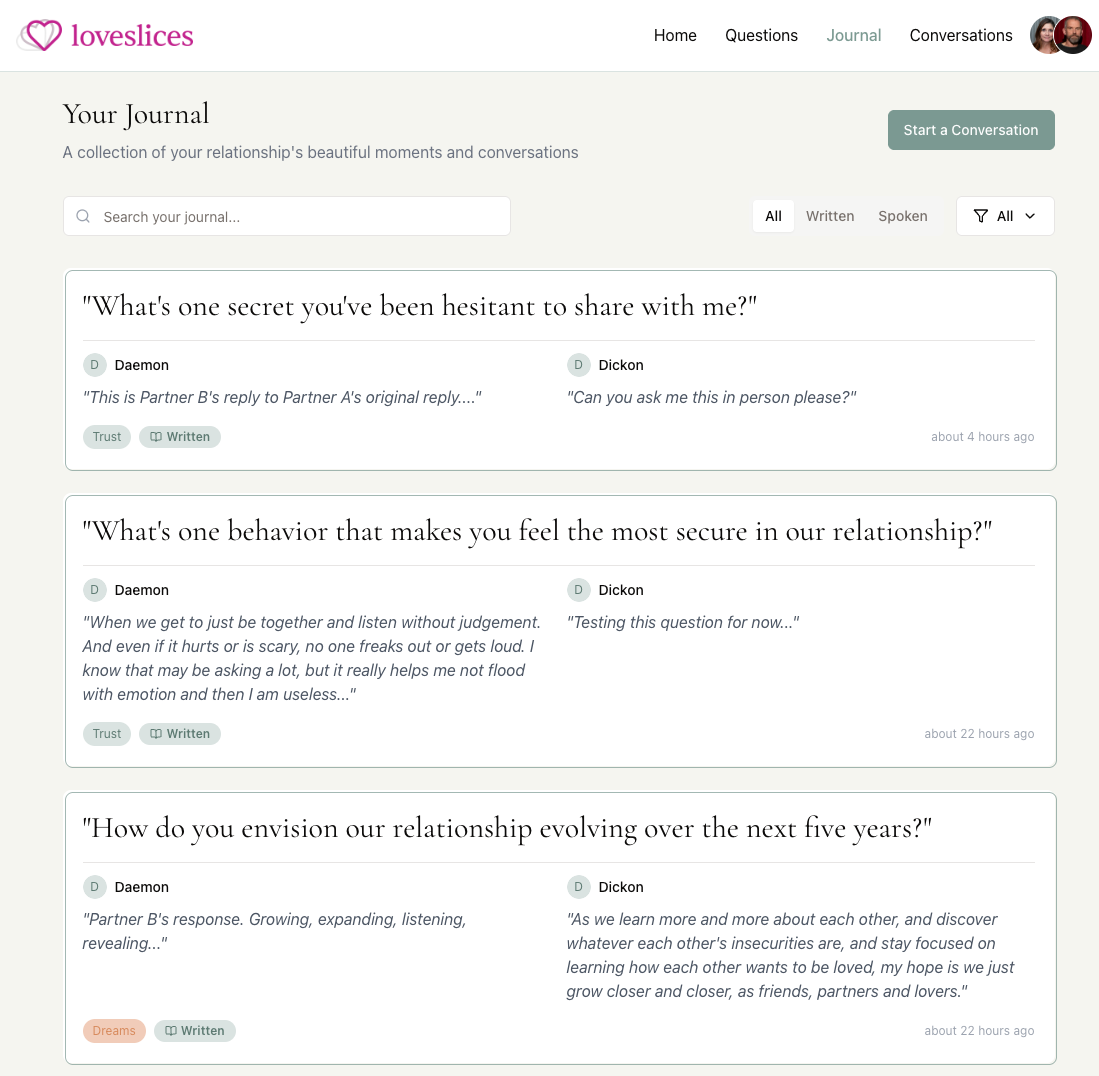 loveslices
Home Questions Journal Conversations
Your Journal
Start a Conversation
A collection of your relationship's beautiful moments and conversations
Search your journal...
All Written Spoken All
"What's one secret you've been hesitant to share with me?"
D Daemon
"This is Partner B's reply to Partner A's original reply...."
D Dickon
"Can you ask me this in person please?"
Trust Written about 4 hours ago
"What's one behavior that makes you feel the most secure in our relationship?"
D Daemon
"When we get to just be together and listen without judgement.
And even if it hurts or is scary, no one freaks out or gets loud. I
know that may be asking a lot, but it really helps me not flood
with emotion and then I am useless..."
D Dickon
"Testing this question for now..."
Trust Written about 22 hours ago
"How do you envision our relationship evolving over the next five years?"
D Daemon
"Partner B's response. Growing, expanding, listening,
revealing..."
D Dickon
"As we learn more and more about each other, and discover
whatever each other's insecurities are, and stay focused on
learning how each other wants to be loved, my hope is we just
grow closer and closer, as friends, partners and lovers."
Dreams Written about 22 hours ago